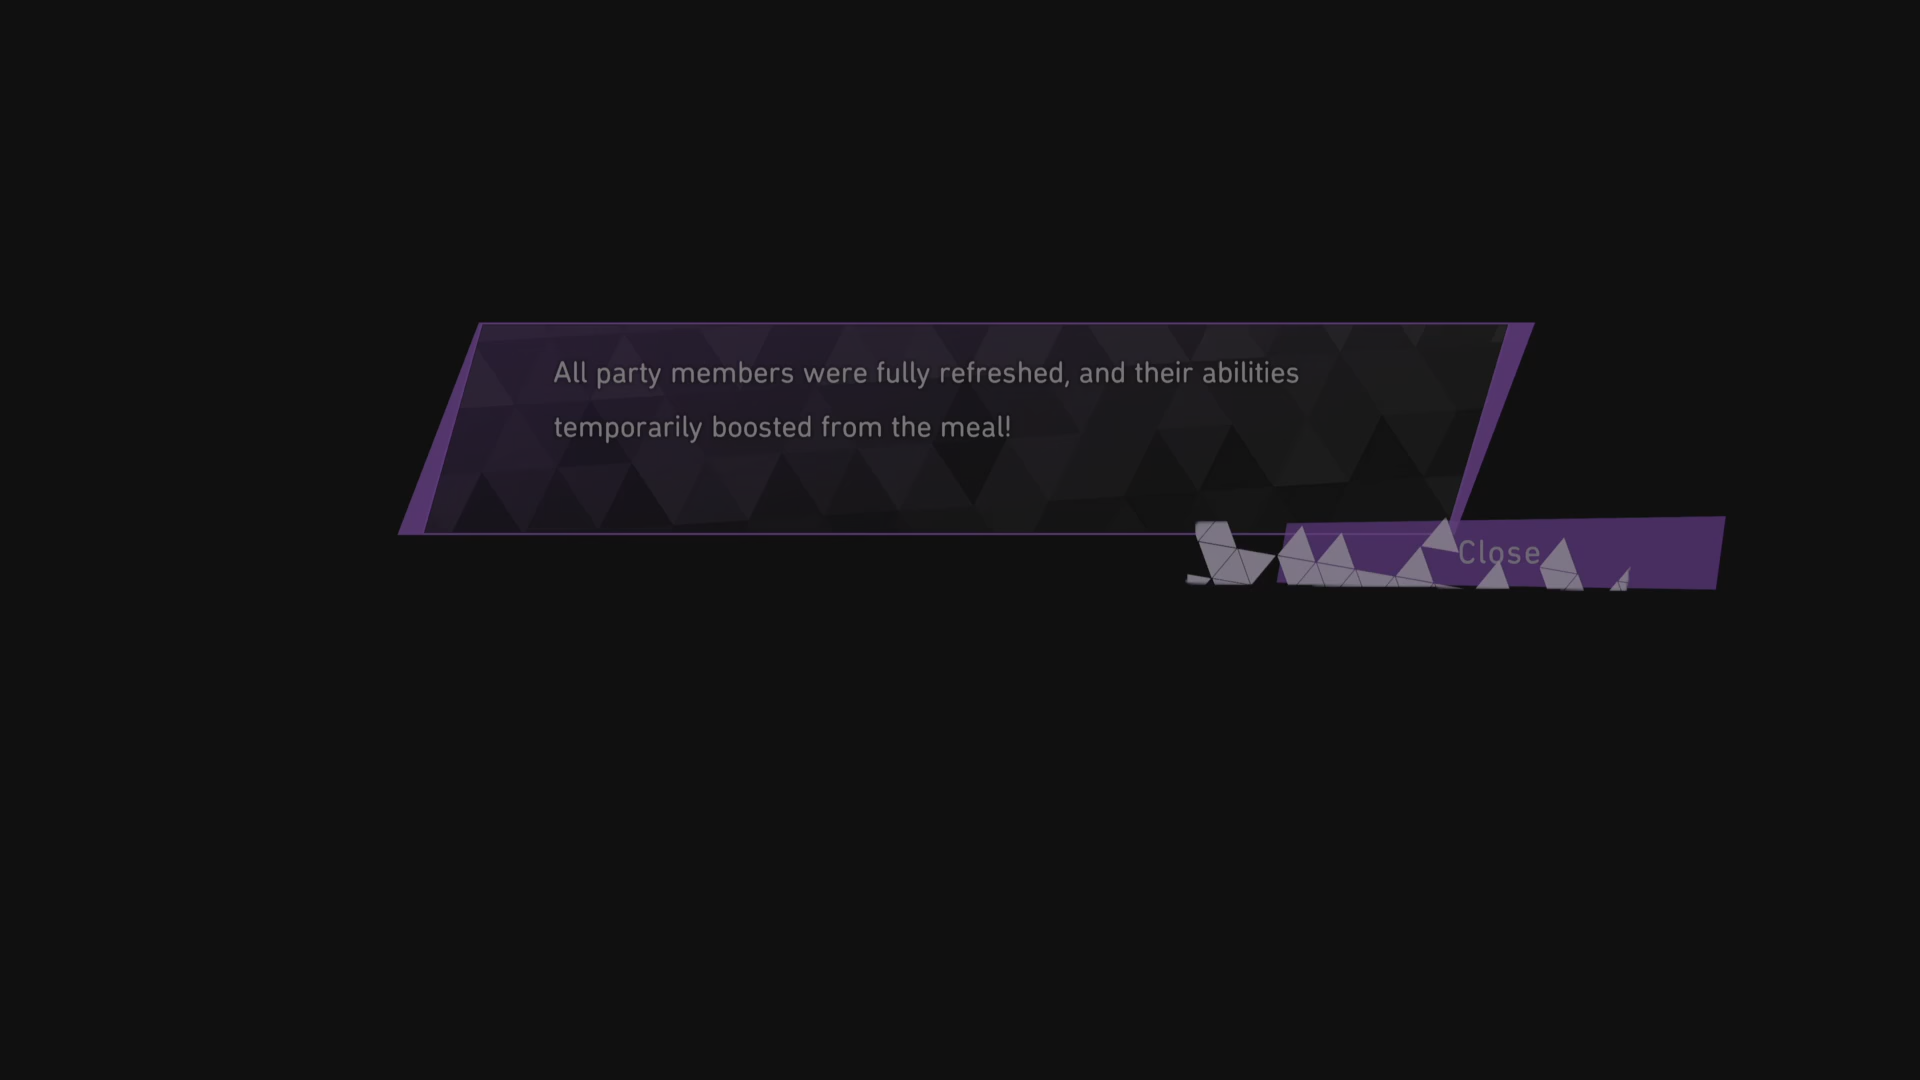 All party members were fully refreshed, and their abilities
temporarily boosted from the meal!
Close